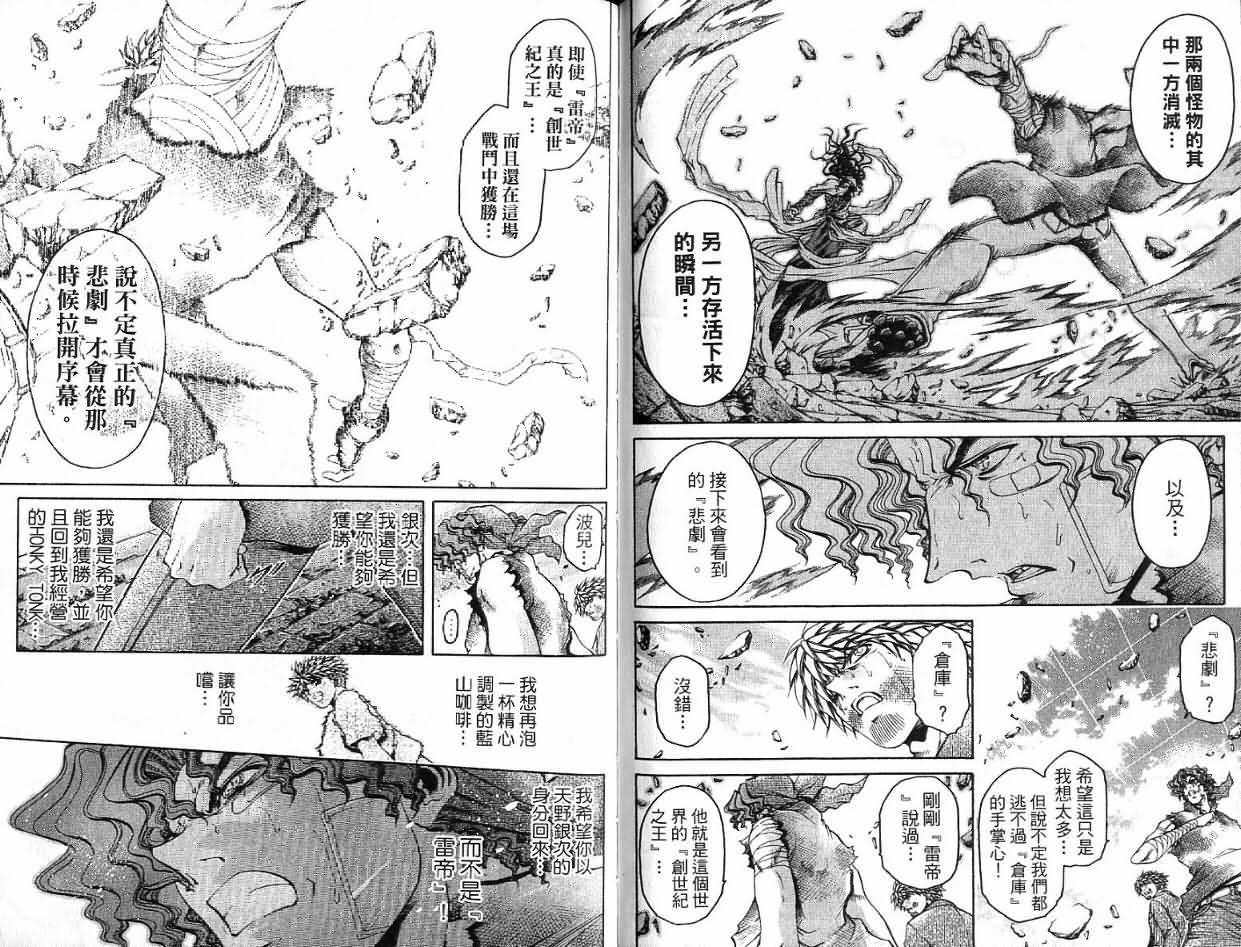 那兩個怪物的其
中一方消滅…
另一方存活下來
的瞬間…
以及…
接下來會看到
的『悲劇』。
『悲劇』?
希望這只是
我想太多…
但說不定我們都
逃不過『倉庫』
的手掌心!
『倉庫』?
沒錯…
剛剛『雷帝
』說過…
他就是這個世
界的『創世紀
之王』…
即使『雷帝』
真的是『創世
紀之王』…
而且還在這場
戰鬥中獲勝…
說不定真正的『
悲劇』才會從那
時候拉開序幕。
波兒…
……
銀次…但
我還是希
望你能夠
獲勝…
我還是希望你
能夠獲勝,並
且回到我經營
的HONKY TONK…
我想再泡
一杯精心
調製的藍
山咖啡…
讓你品
嚐…
我希望你以
天野銀次的
身分回來…
而不是『
雷帝』!